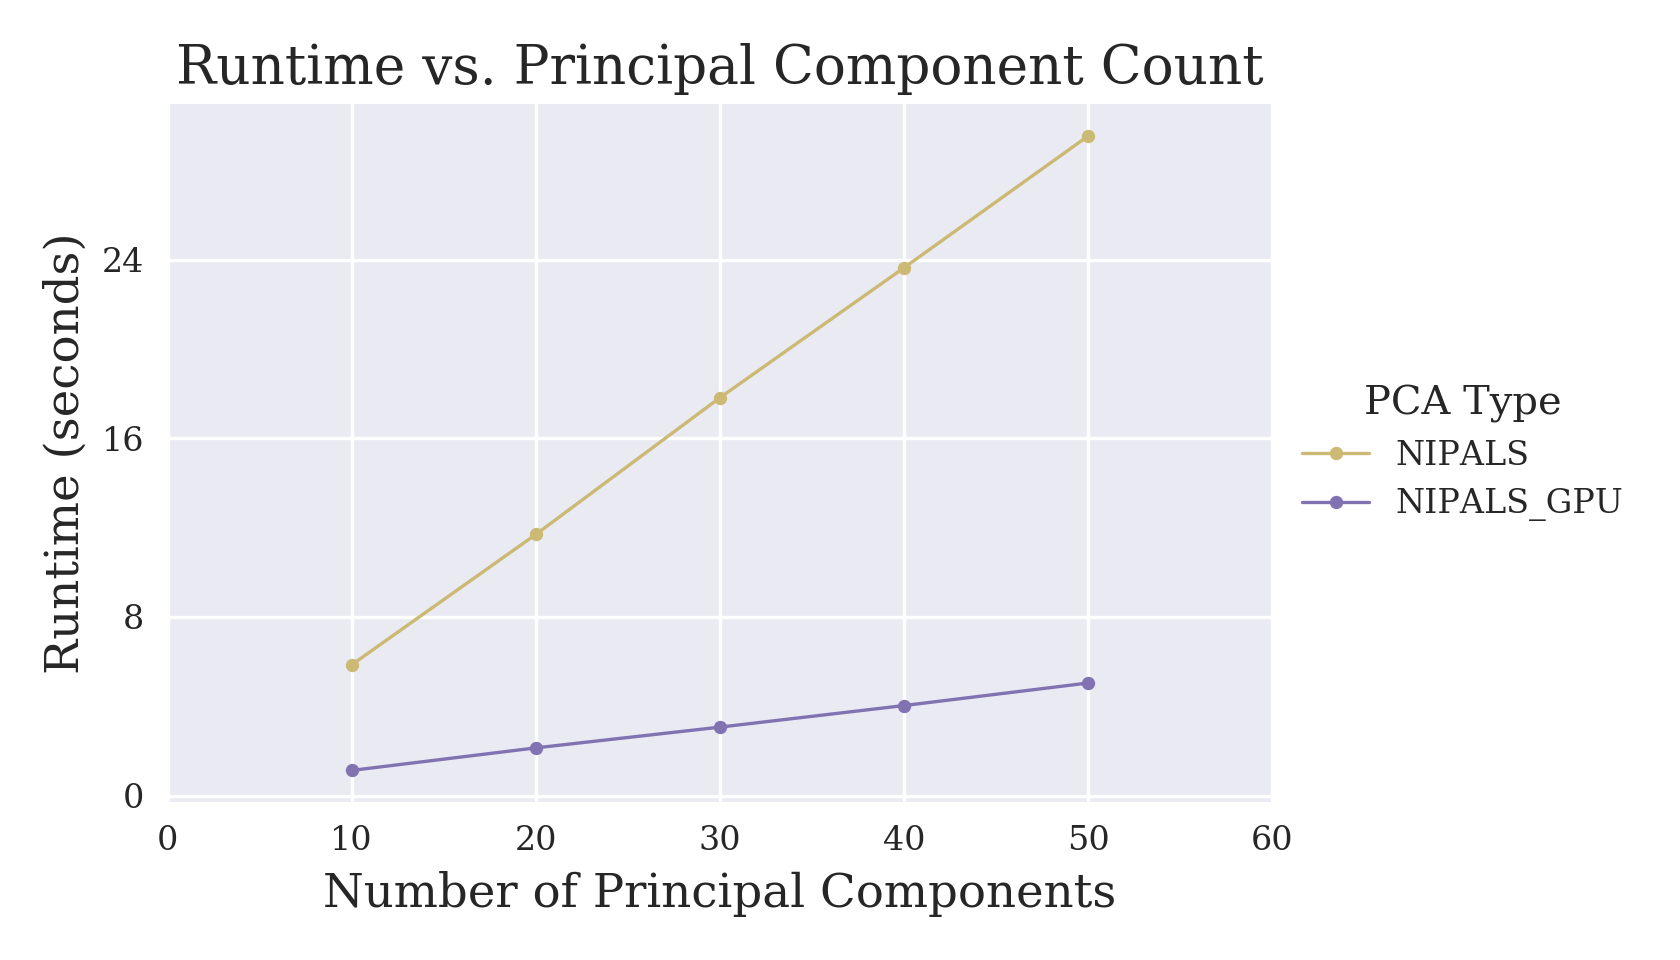 Runtime vs. Principal Component Count
Runtime (seconds)
24
16
8
0
0 10 20 30 40 50 60
Number of Principal Components
PCA Type
NIPALS
NIPALS_GPU